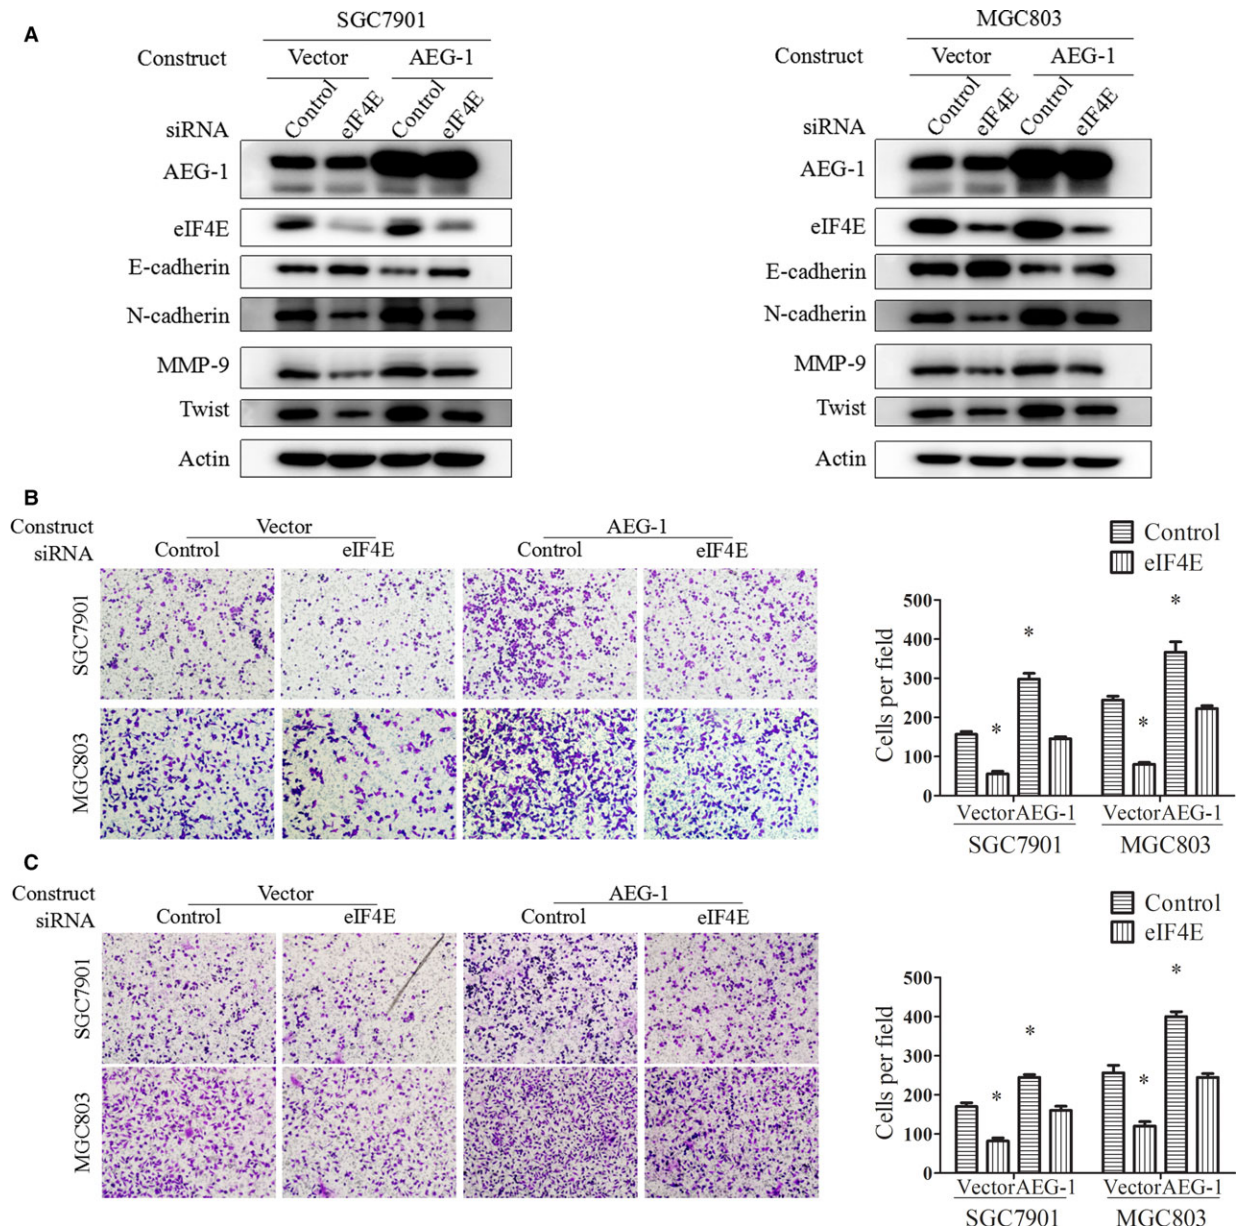 A
SGC7901
Construct Vector AEG-1
siRNA Control eIF4E Control eIF4E
AEG-1
eIF4E
E-cadherin
N-cadherin
MMP-9
Twist
Actin
MGC803
Construct Vector AEG-1
siRNA Control eIF4E Control eIF4E
AEG-1
eIF4E
E-cadherin
N-cadherin
MMP-9
Twist
Actin
B
Construct Vector AEG-1
siRNA Control eIF4E Control eIF4E
SGC7901
MGC803
Control
eIF4E
Cells per field
500
400
300
200
100
0
* * * *
Vector AEG-1 Vector AEG-1
SGC7901 MGC803
C
Construct Vector AEG-1
siRNA Control eIF4E Control eIF4E
SGC7901
MGC803
Control
eIF4E
Cells per field
500
400
300
200
100
0
* * * *
Vector AEG-1 Vector AEG-1
SGC7901 MGC803